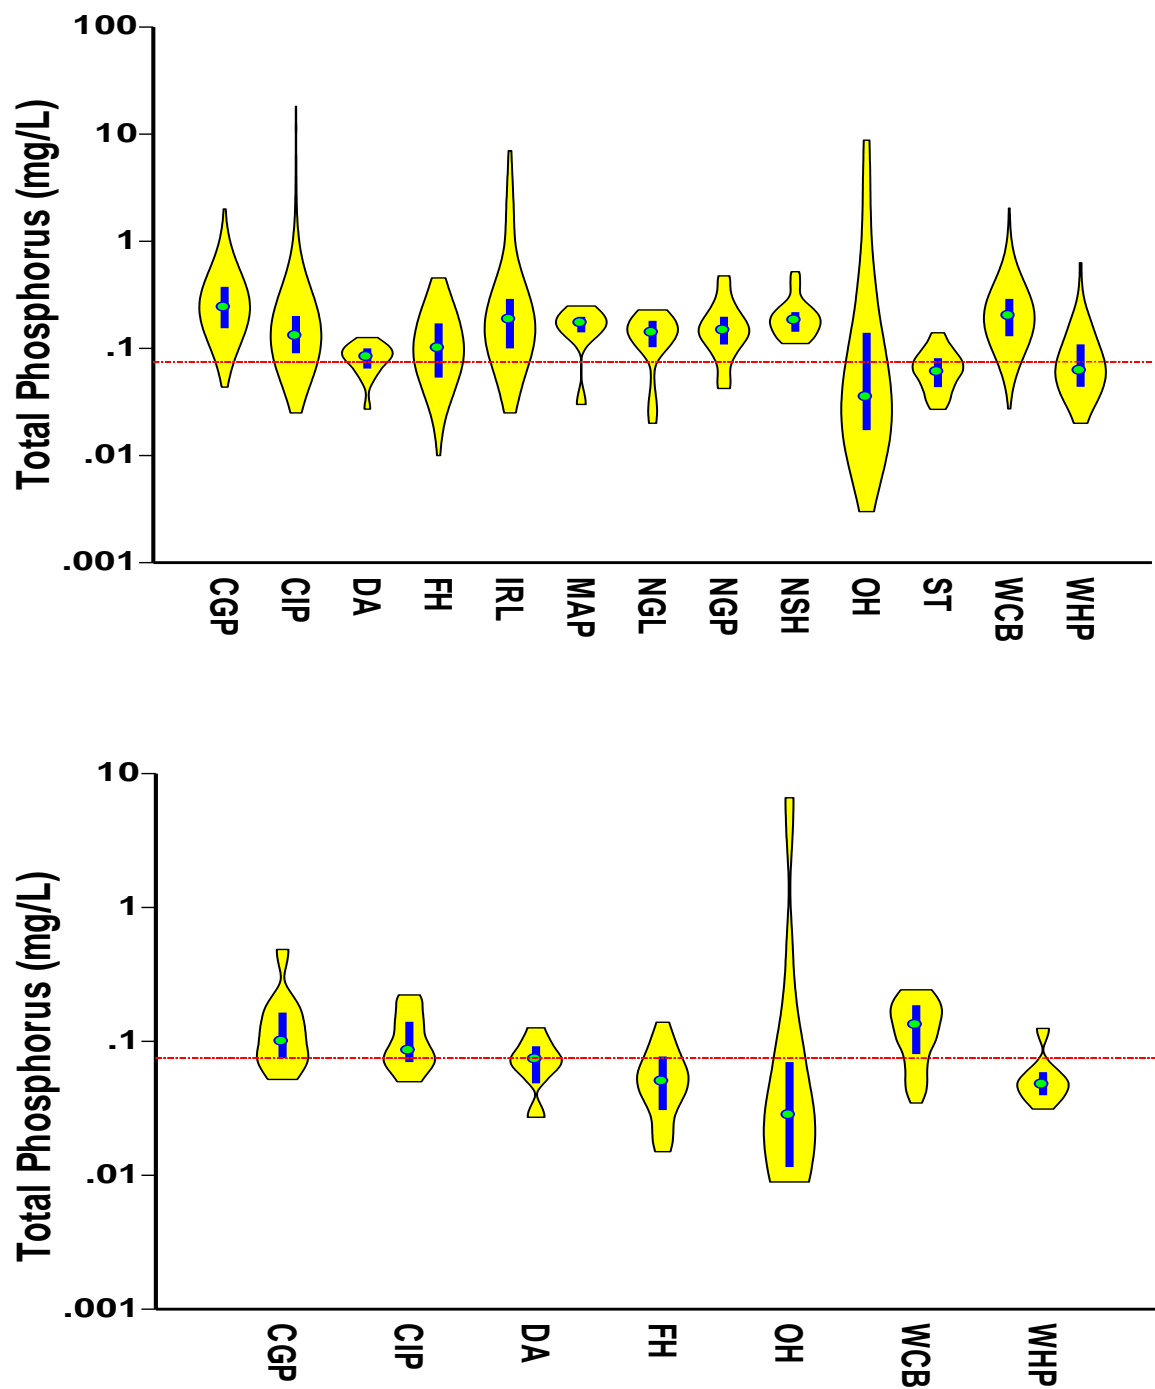 100
10
1
.1
.01
.001
Total Phosphorus (mg/L)
CGP
CIP
DA
FH
IRL
MAP
NGL
NGP
NSH
OH
ST
WCB
WHP
10
1
.1
.01
.001
Total Phosphorus (mg/L)
CGP
CIP
DA
FH
OH
WCB
WHP